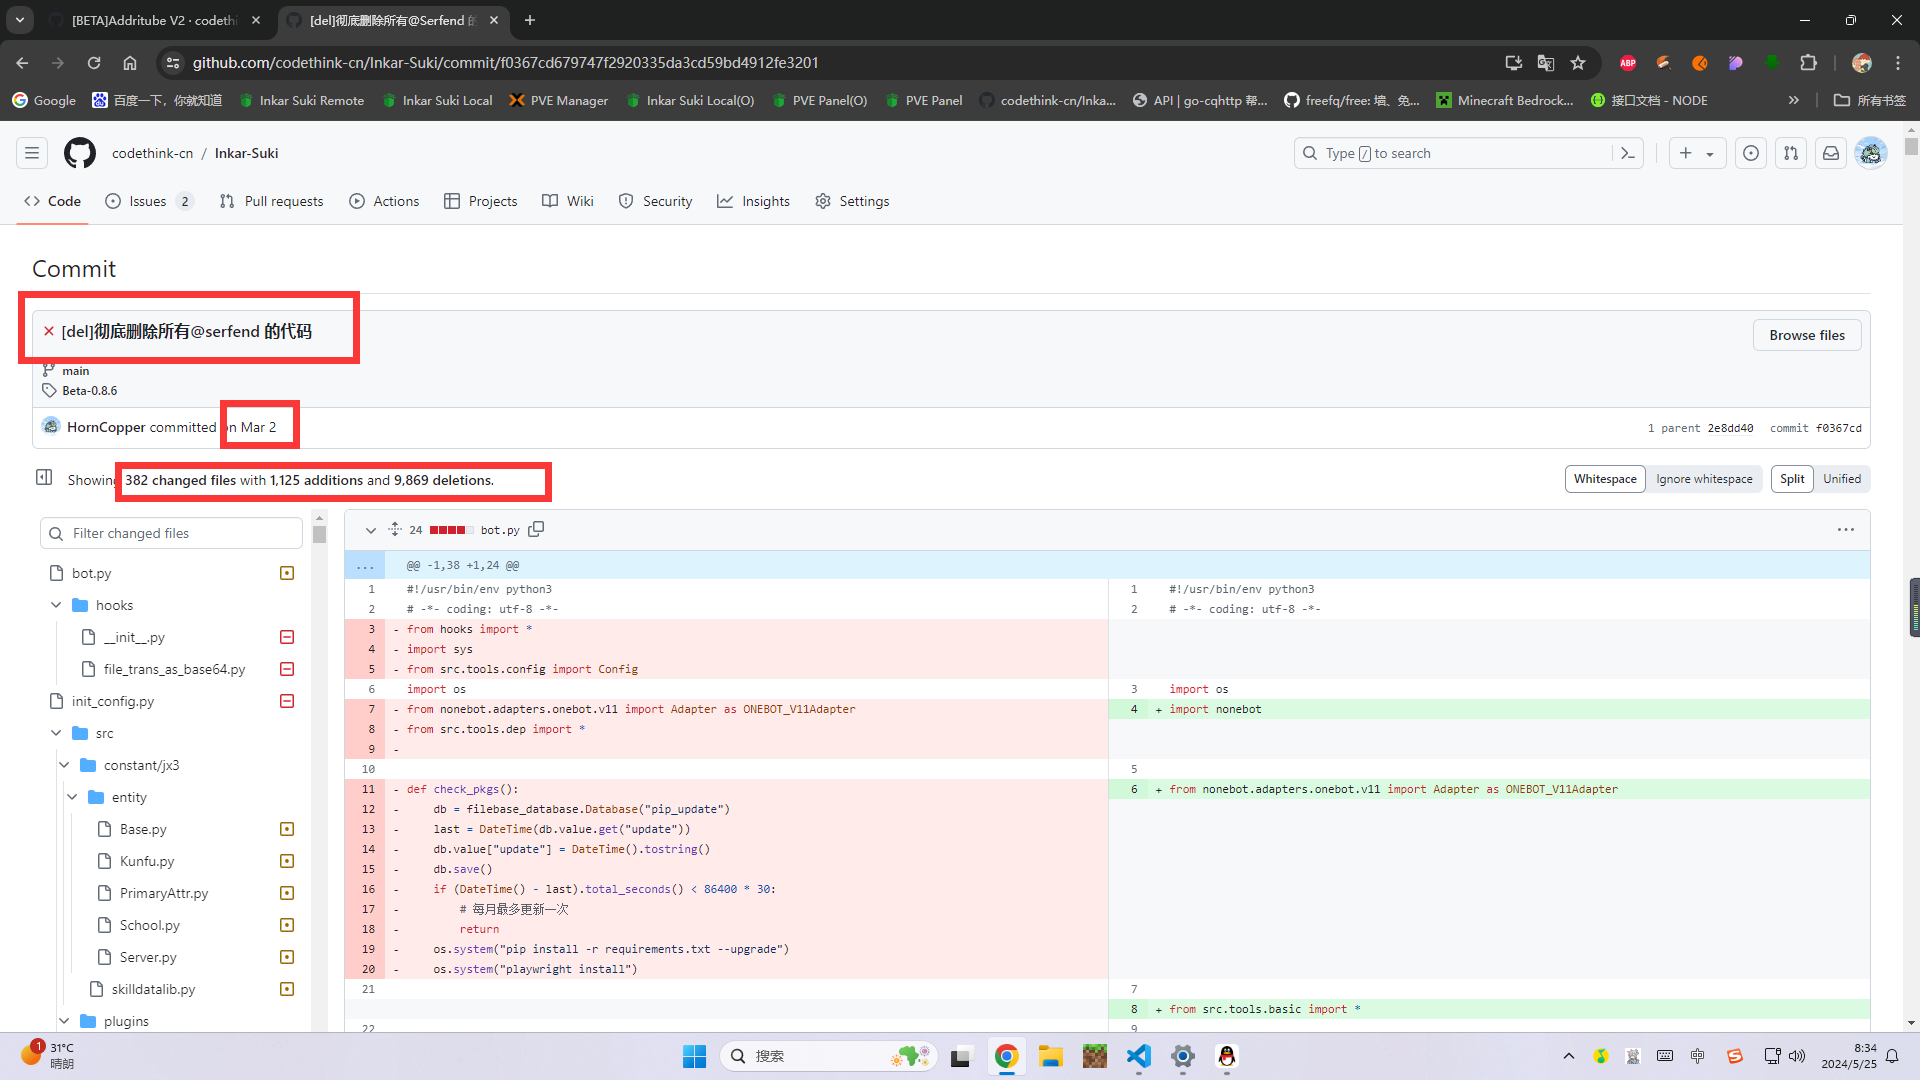 [BETA]Addritube V2 · codethi
[del]彻底删除所有@Serfend 的
github.com/codethink-cn/Inkar-Suki/commit/f0367cd679747f2920335da3cd59bd4912fe3201
ABP
Google
百度一下，你就知道
Inkar Suki Remote
Inkar Suki Local
PVE Manager
Inkar Suki Local(O)
PVE Panel(O)
PVE Panel
codethink-cn/Inka...
API | go-cqhttp 帮...
freefq/free: 墙、免...
Minecraft Bedrock...
接口文档 - NODE
所有书签
codethink-cn / Inkar-Suki
Type / to search
Code
Issues 2
Pull requests
Actions
Projects
Wiki
Security
Insights
Settings
Commit
[del]彻底删除所有@serfend 的代码
Browse files
main
Beta-0.8.6
HornCopper committed on Mar 2
1 parent 2e8dd40 commit f0367cd
Showing 382 changed files with 1,125 additions and 9,869 deletions.
Whitespace
Ignore whitespace
Split
Unified
Filter changed files
bot.py
hooks
__init__.py
file_trans_as_base64.py
init_config.py
src
constant/jx3
entity
Base.py
Kunfu.py
PrimaryAttr.py
School.py
Server.py
skilldatalib.py
plugins
24 bot.py
...
@@ -1,38 +1,24 @@
1 #!/usr/bin/env python3
2 # -*- coding: utf-8 -*-
3 - from hooks import *
4 - import sys
5 - from src.tools.config import Config
6 import os
7 - from nonebot.adapters.onebot.v11 import Adapter as ONEBOT_V11Adapter
8 - from src.tools.dep import *
9 -
10
11 - def check_pkgs():
12 - db = filebase_database.Database("pip_update")
13 - last = DateTime(db.value.get("update"))
14 - db.value["update"] = DateTime().tostring()
15 - db.save()
16 - if (DateTime() - last).total_seconds() < 86400 * 30:
17 - # 每月最多更新一次
18 - return
19 - os.system("pip install -r requirements.txt --upgrade")
20 - os.system("playwright install")
21
22
1 #!/usr/bin/env python3
2 # -*- coding: utf-8 -*-
3 import os
4 + import nonebot
5
6 + from nonebot.adapters.onebot.v11 import Adapter as ONEBOT_V11Adapter
7
8 + from src.tools.basic import *
9
1
31°C
晴朗
搜索
中
8:34
2024/5/25